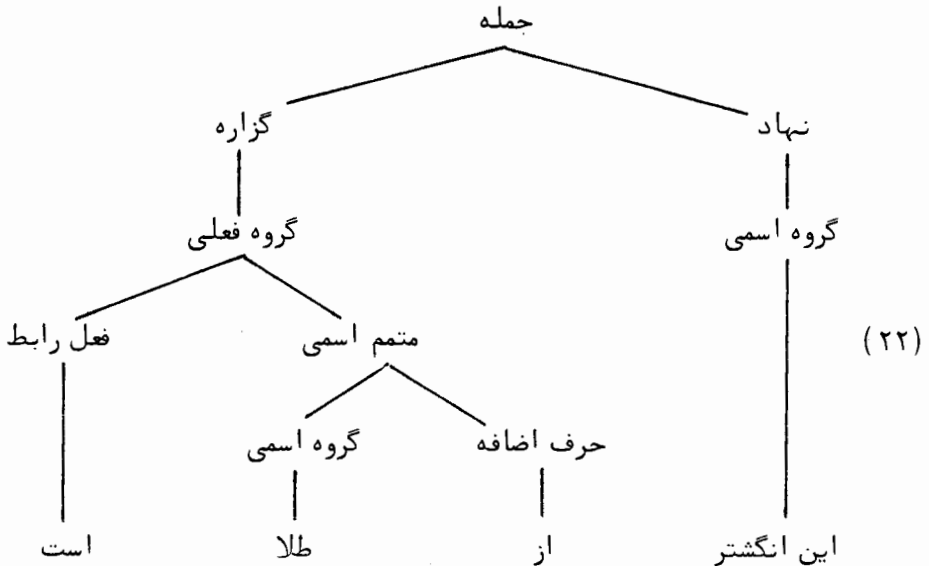 جمله
نهاد گزاره
گروه اسمی گروه فعلی
(۲۲) متمم اسمی فعل رابط
حرف اضافه گروه اسمی
این انگشتر از طلا است